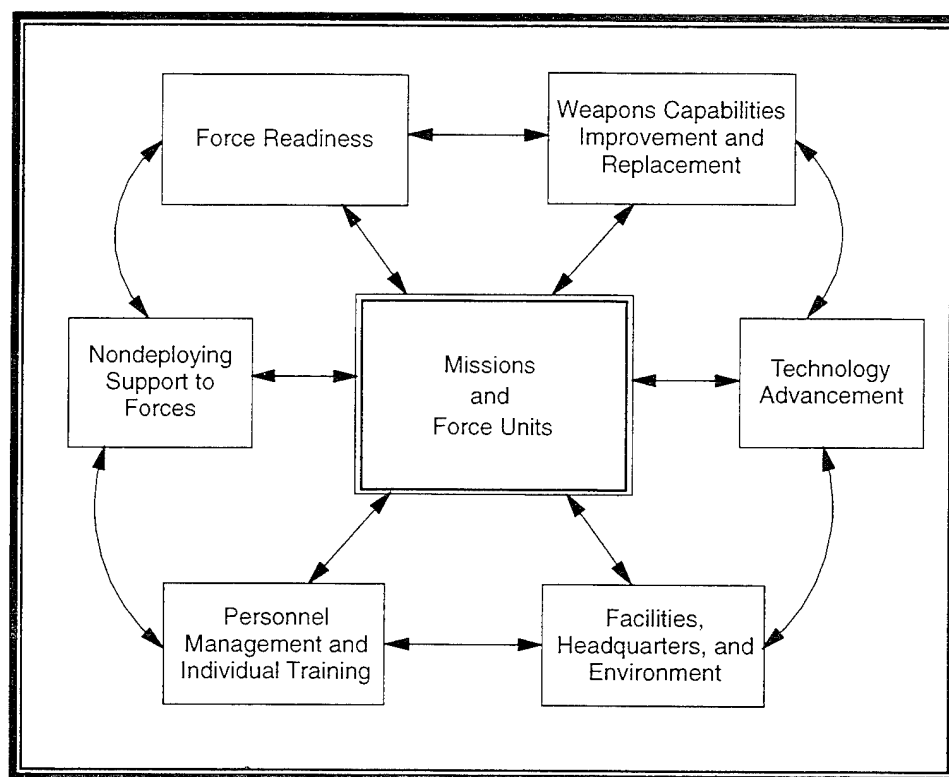 Force Readiness
Weapons Capabilities
Improvement and
Replacement
Nondeploying
Support to
Forces
Missions
and
Force Units
Technology
Advancement
Personnel
Management and
Individual Training
Facilities,
Headquarters, and
Environment